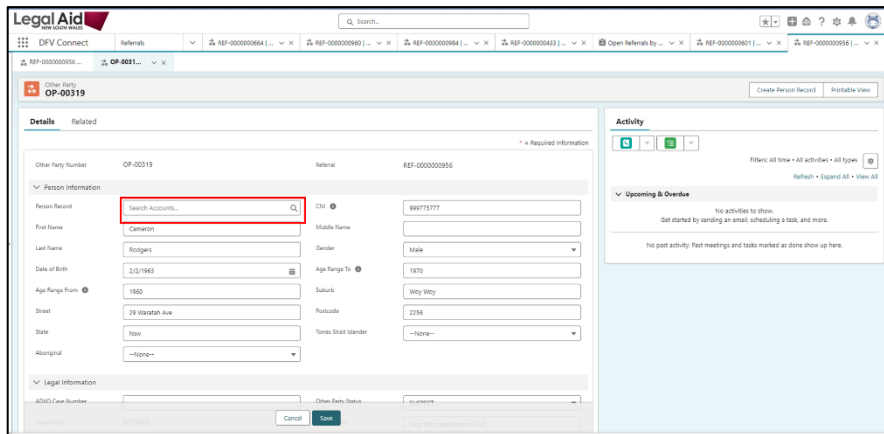 Legal Aid
NEW SOUTH WALES
Search...
DFV Connect
Referrals
REF-0000000664 | ...
REF-0000000960 | ...
REF-0000000984 | ...
REF-0000000433 | ...
Open Referrals by ...
REF-0000000601 | ...
REF-0000000956 | ...
REF-0000000956 ...
OP-0031...
Other Party
OP-00319
Create Person Record
Printable View
Details Related
* = Required Information
Other Party Number OP-00319 Referral REF-0000000956
Person Information
Person Record Search Accounts... CNI 999775777
First Name Cameron Middle Name
Last Name Rodgers Gender Male
Date of Birth 2/2/1963 Age Range To 1970
Age Range From 1960 Suburb Woy Woy
Street 29 Waratah Ave Postcode 2256
State Nsw Torres Strait Islander --None--
Aboriginal --None--
Legal Information
ADVO Case Number Other Party Status SUSPECT
Cancel Save
Activity
Filters: All time • All activities • All types
Refresh • Expand All • View All
Upcoming & Overdue
No activities to show.
Get started by sending an email, scheduling a task, and more.
No past activity. Past meetings and tasks marked as done show up here.